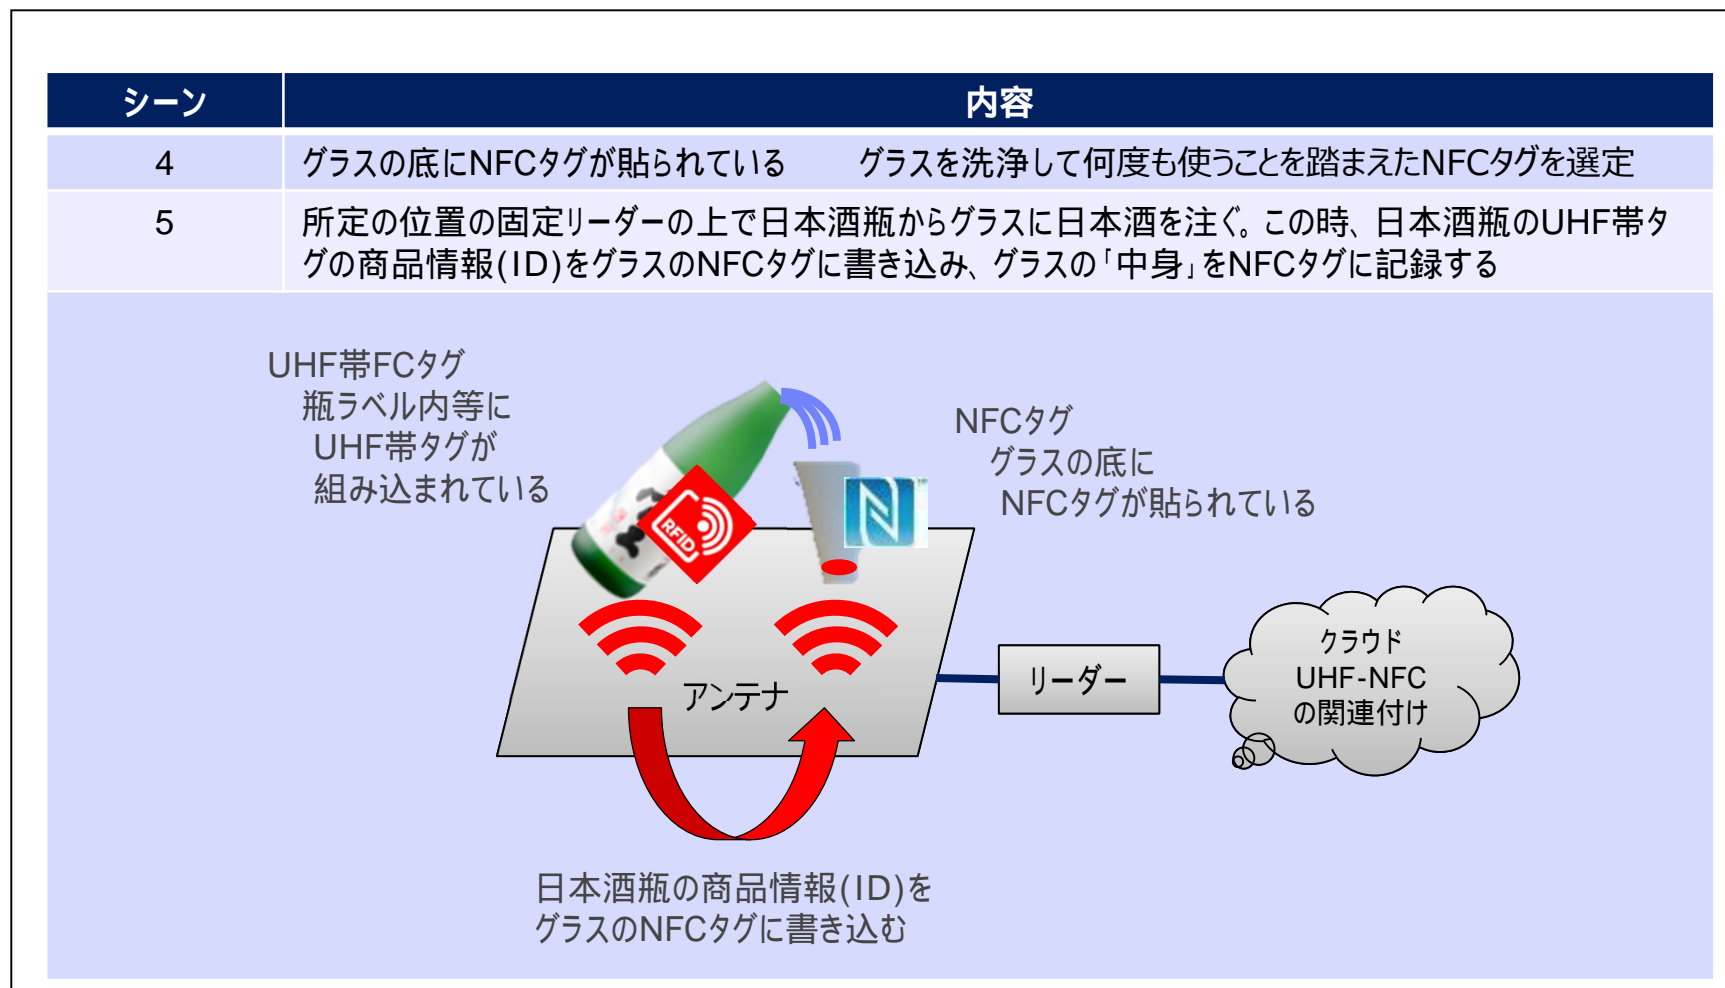 シーン 内容
4 グラスの底にNFCタグが貼られている グラスを洗浄して何度も使うことを踏まえたNFCタグを選定
5 所定の位置の固定リーダーの上で日本酒瓶からグラスに日本酒を注ぐ。この時、日本酒瓶のUHF帯タ
グの商品情報(ID)をグラスのNFCタグに書き込み、グラスの「中身」をNFCタグに記録する
UHF帯FCタグ
瓶ラベル内等に
UHF帯タグが
組み込まれている
NFCタグ
グラスの底に
NFCタグが貼られている
RFID
アンテナ
リーダー
クラウド
UHF-NFC
の関連付け
日本酒瓶の商品情報(ID)を
グラスのNFCタグに書き込む